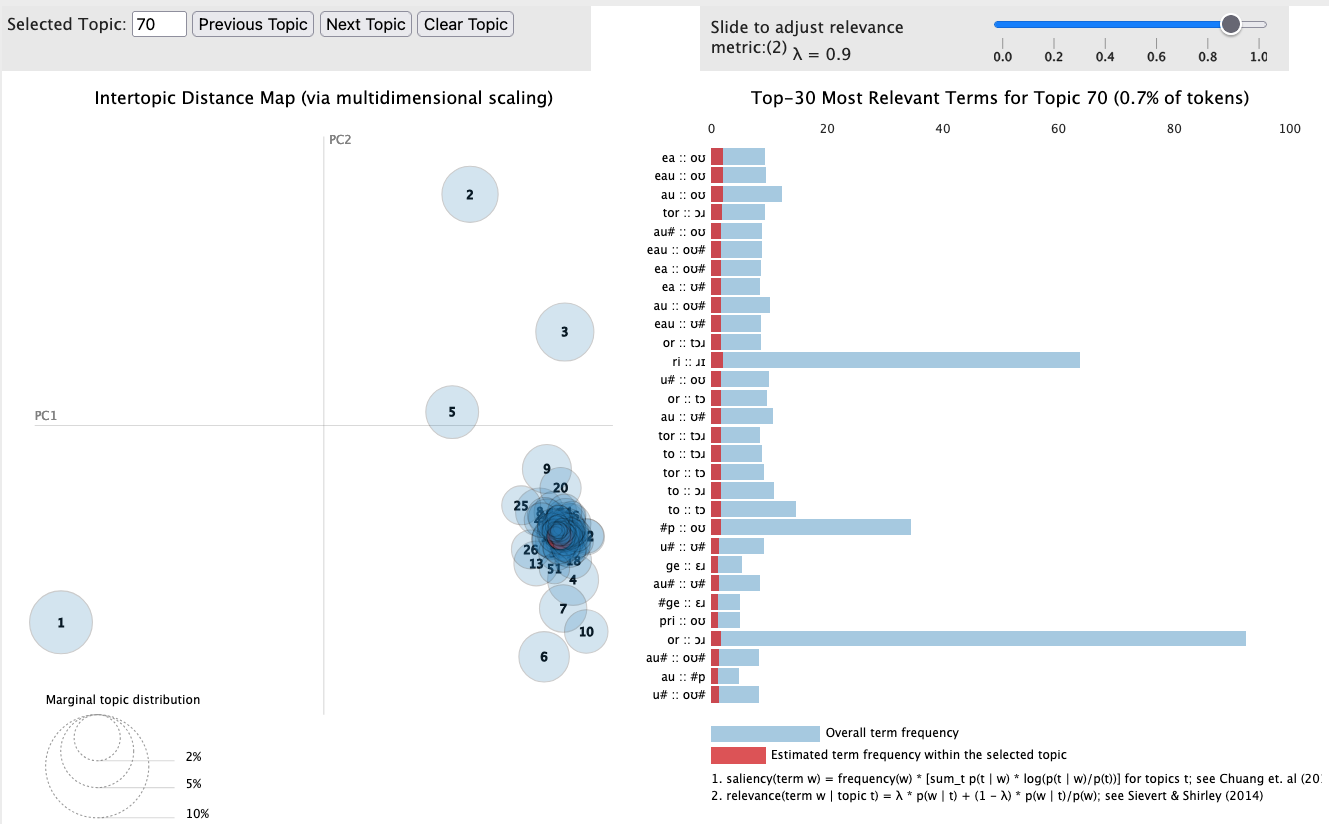 Selected Topic: 70 Previous Topic Next Topic Clear Topic
Slide to adjust relevance
metric:(2) λ = 0.9
0.0 0.2 0.4 0.6 0.8 1.0
Intertopic Distance Map (via multidimensional scaling)
PC2
PC1
2
3
5
9
20
25
2
26
13
51
18
4
7
10
6
1
Marginal topic distribution
2%
5%
10%
Top-30 Most Relevant Terms for Topic 70 (0.7% of tokens)
0 20 40 60 80 100
ea :: oʊ
eau :: oʊ
au :: oʊ
tor :: ɔɹ
au# :: oʊ
eau :: oʊ#
ea :: oʊ#
ea :: ʊ#
au :: oʊ#
eau :: ʊ#
or :: tɔɹ
ri :: ɹɪ
u# :: oʊ
or :: tɔ
au :: ʊ#
tor :: tɔɹ
to :: tɔɹ
tor :: tɔ
to :: ɔɹ
to :: tɔ
#p :: oʊ
u# :: ʊ#
ge :: ɛɹ
au# :: ʊ#
#ge :: ɛɹ
pri :: oʊ
or :: ɔɹ
au# :: oʊ#
au :: #p
u# :: oʊ#
Overall term frequency
Estimated term frequency within the selected topic
1. saliency(term w) = frequency(w) * [sum_t p(t | w) * log(p(t | w)/p(t))] for topics t; see Chuang et. al (20
2. relevance(term w | topic t) = λ * p(w | t) + (1 - λ) * p(w | t)/p(w); see Sievert & Shirley (2014)